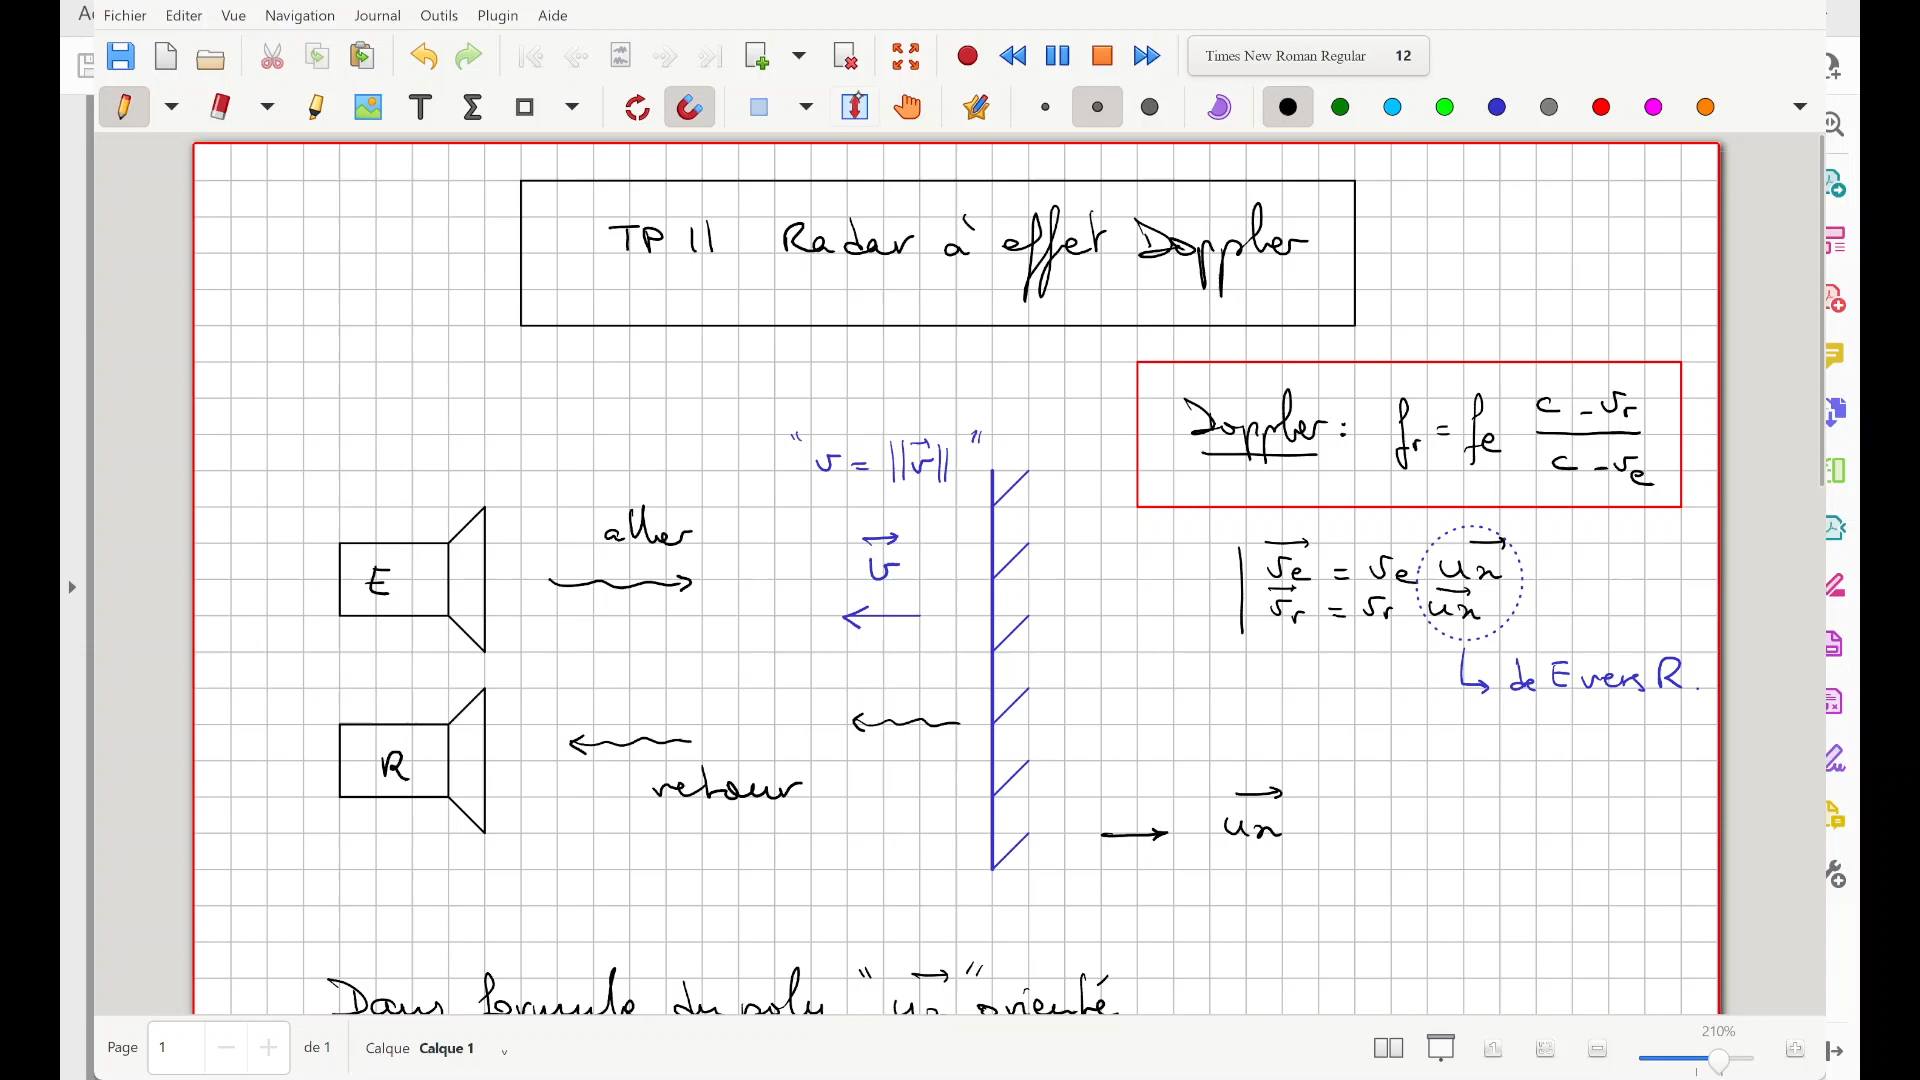 Fichier Editer Vue Navigation Journal Outils Plugin Aide
Times New Roman Regular 12
TP 11 Radar à effet Doppler
Doppler : fr = fe (c - vr) / (c - ve)
" v = ||v→|| "
aller
v→
E
ve→ = ve ux→
vr→ = vr ux→
↳ de E vers R.
R
retour
ux→
Dans formule du poly " ux→ " orienté
Page 1 de 1 Calque Calque 1
210%